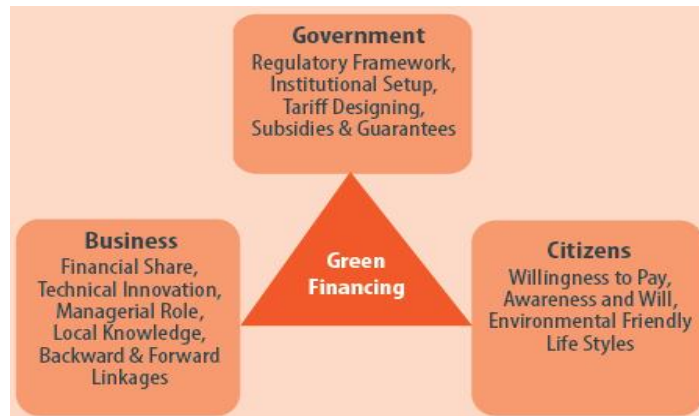 Government
Regulatory Framework,
Institutional Setup,
Tariff Designing,
Subsidies & Guarantees
Business
Financial Share,
Technical Innovation,
Managerial Role,
Local Knowledge,
Backward & Forward
Linkages
Green
Financing
Citizens
Willingness to Pay,
Awareness and Will,
Environmental Friendly
Life Styles